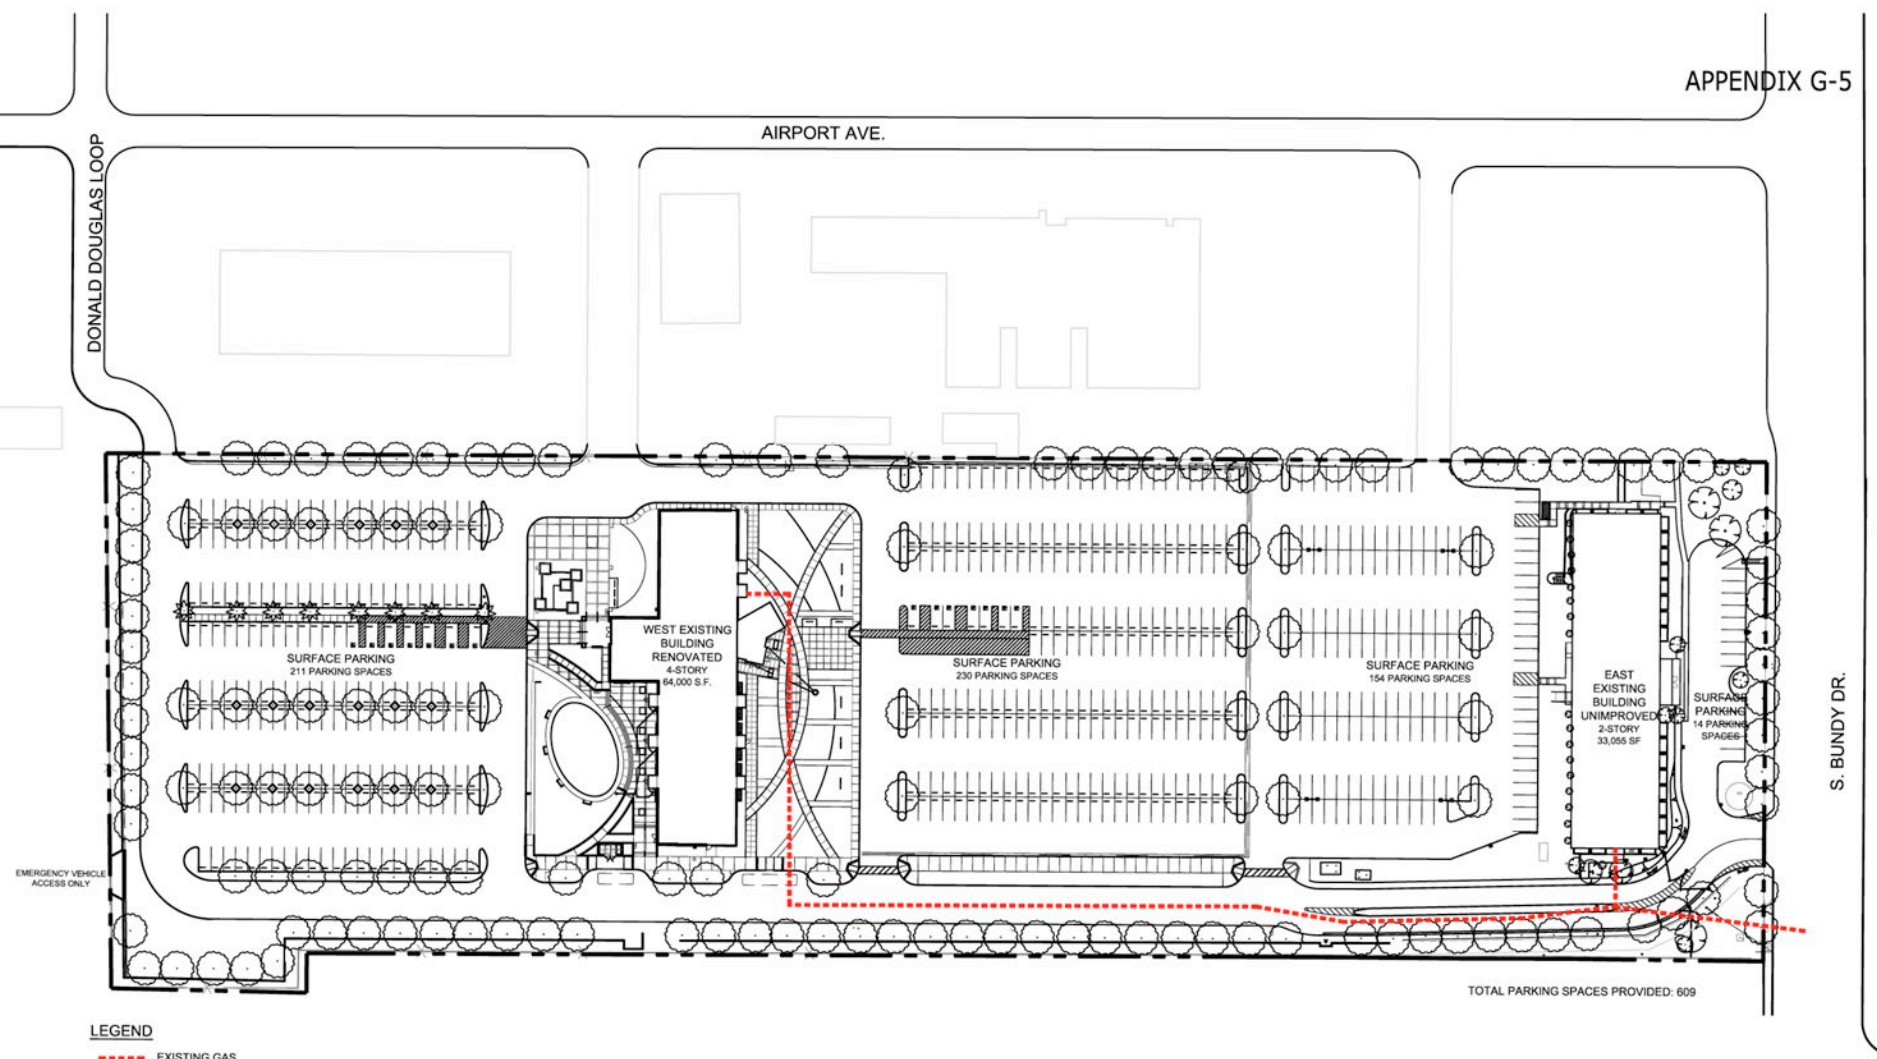 APPENDIX G-5
AIRPORT AVE.
DONALD DOUGLAS LOOP
WEST EXISTING
BUILDING
RENOVATED
4-STORY
64,000 S.F.
SURFACE PARKING
211 PARKING SPACES
SURFACE PARKING
230 PARKING SPACES
SURFACE PARKING
154 PARKING SPACES
EAST
EXISTING
BUILDING
UNIMPROVED
2-STORY
33,055 SF
SURFACE
PARKING
14 PARKING
SPACES
S. BUNDY DR.
EMERGENCY VEHICLE
ACCESS ONLY
TOTAL PARKING SPACES PROVIDED: 609
LEGEND
EXISTING GAS